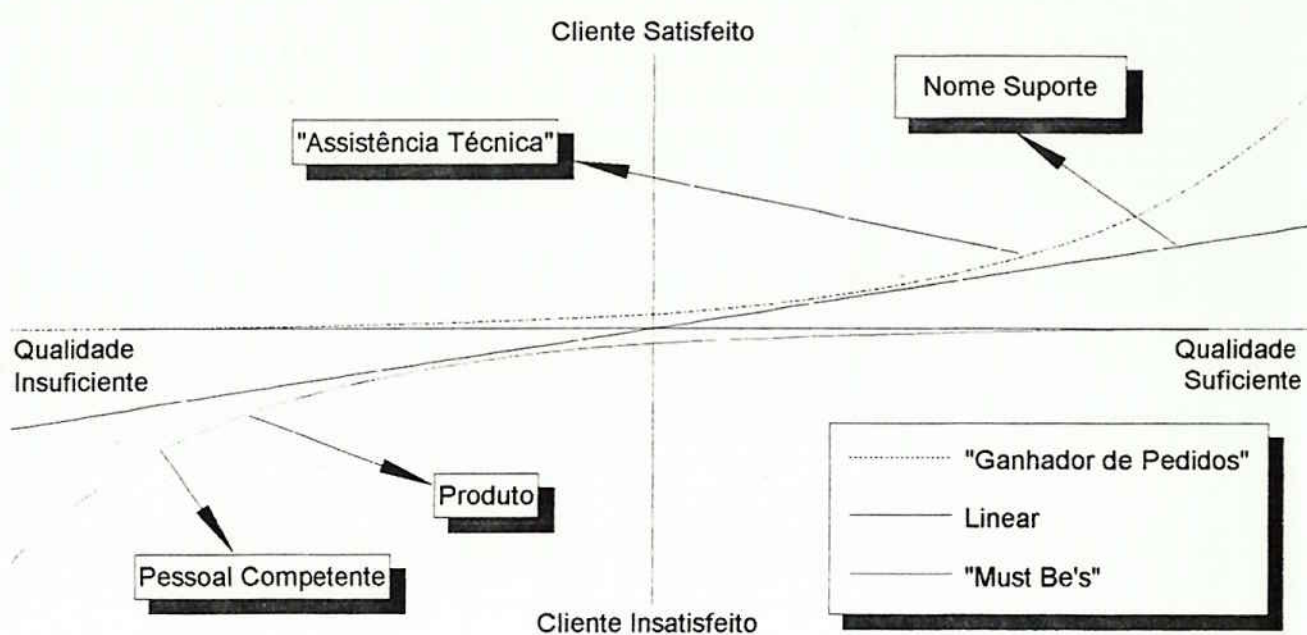 Cliente Satisfeito
Nome Suporte
"Assistência Técnica"
Qualidade
Insuficiente
Qualidade
Suficiente
"Ganhador de Pedidos"
Produto
Linear
Pessoal Competente
"Must Be's"
Cliente Insatisfeito